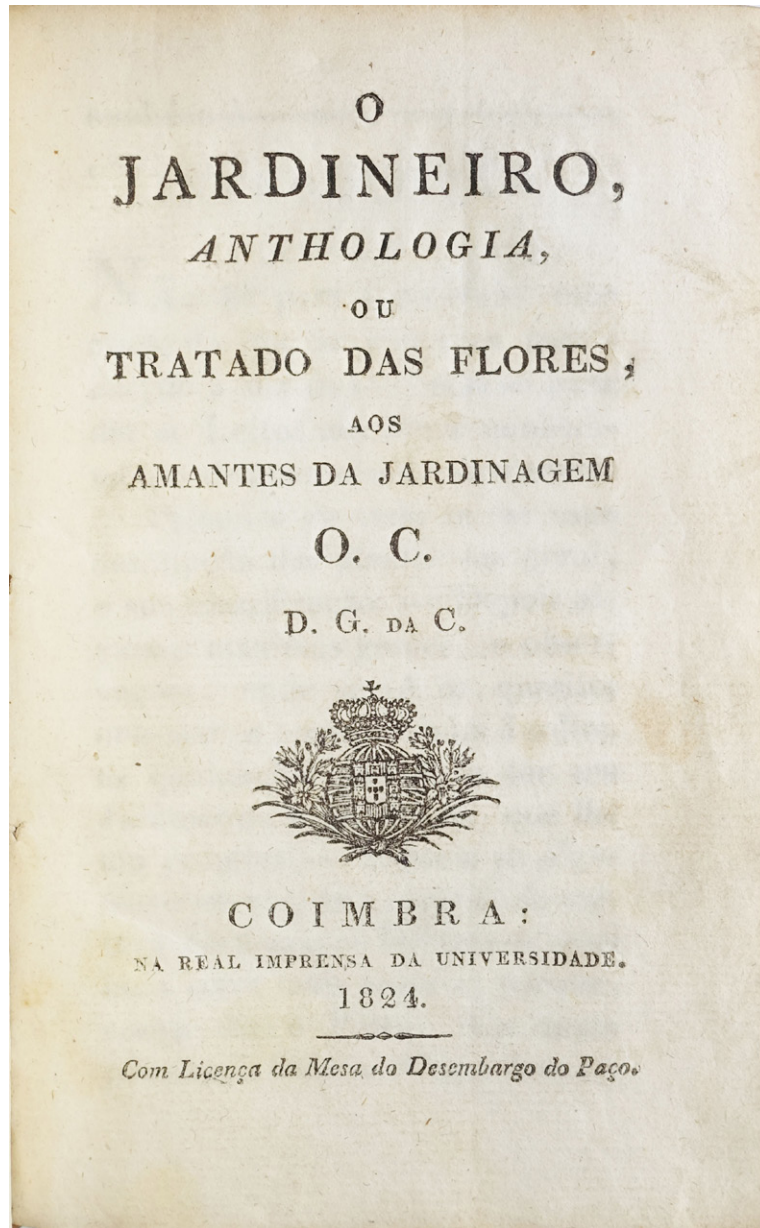 O
JARDINEIRO,
ANTHOLOGIA,
OU
TRATADO DAS FLORES,
AOS
AMANTES DA JARDINAGEM
O. C.
D. G. DA C.
COIMBRA:
NA REAL IMPRENSA DA UNIVERSIDADE.
1824.
Com Licença da Mesa do Desembargo do Paço.